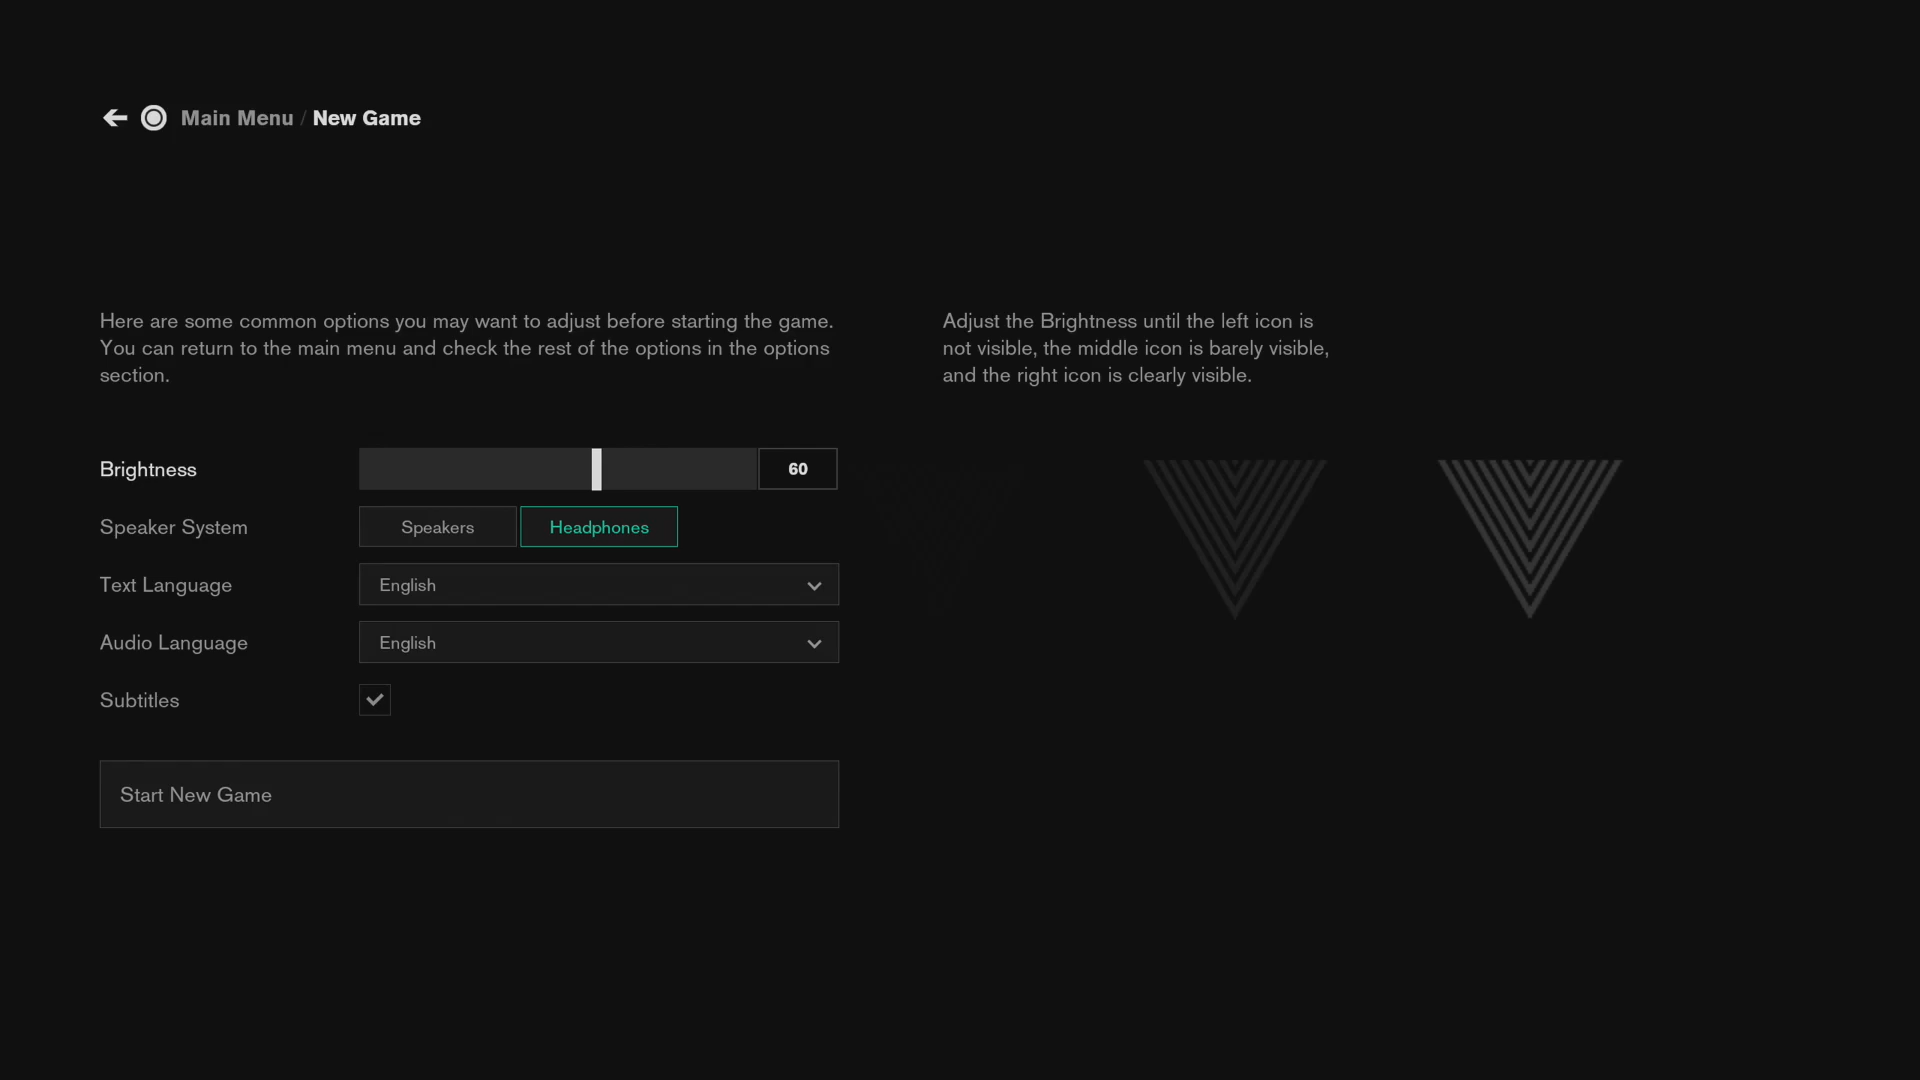 Main Menu / New Game
Here are some common options you may want to adjust before starting the game.
You can return to the main menu and check the rest of the options in the options
section.
Adjust the Brightness until the left icon is
not visible, the middle icon is barely visible,
and the right icon is clearly visible.
Brightness 60
Speaker System Speakers Headphones
Text Language English
Audio Language English
Subtitles
Start New Game